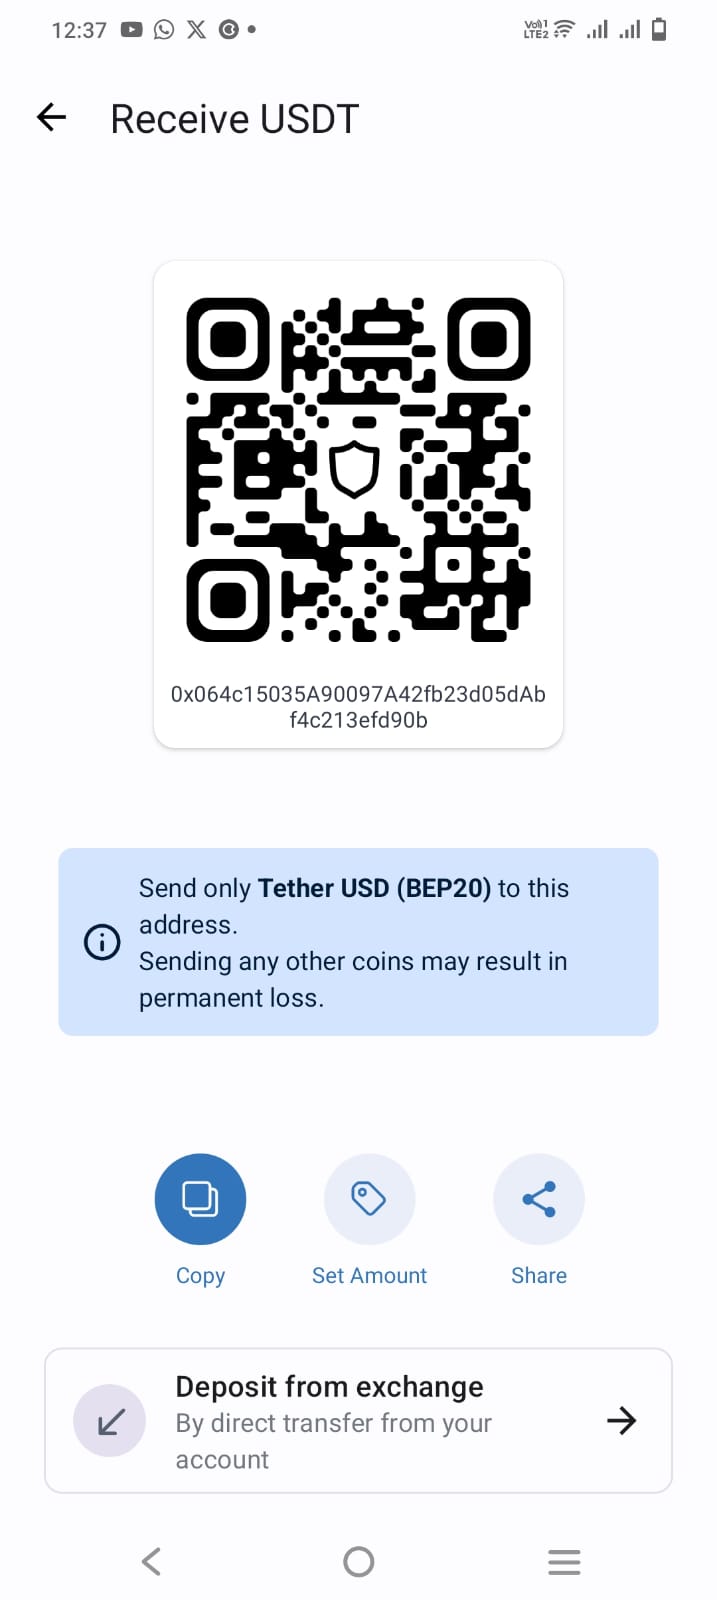 12:37
Vo) 1
LTE2
Receive USDT
0x064c15035A90097A42fb23d05dAb
f4c213efd90b
Send only Tether USD (BEP20) to this
address.
Sending any other coins may result in
permanent loss.
Copy
Set Amount
Share
Deposit from exchange
By direct transfer from your
account